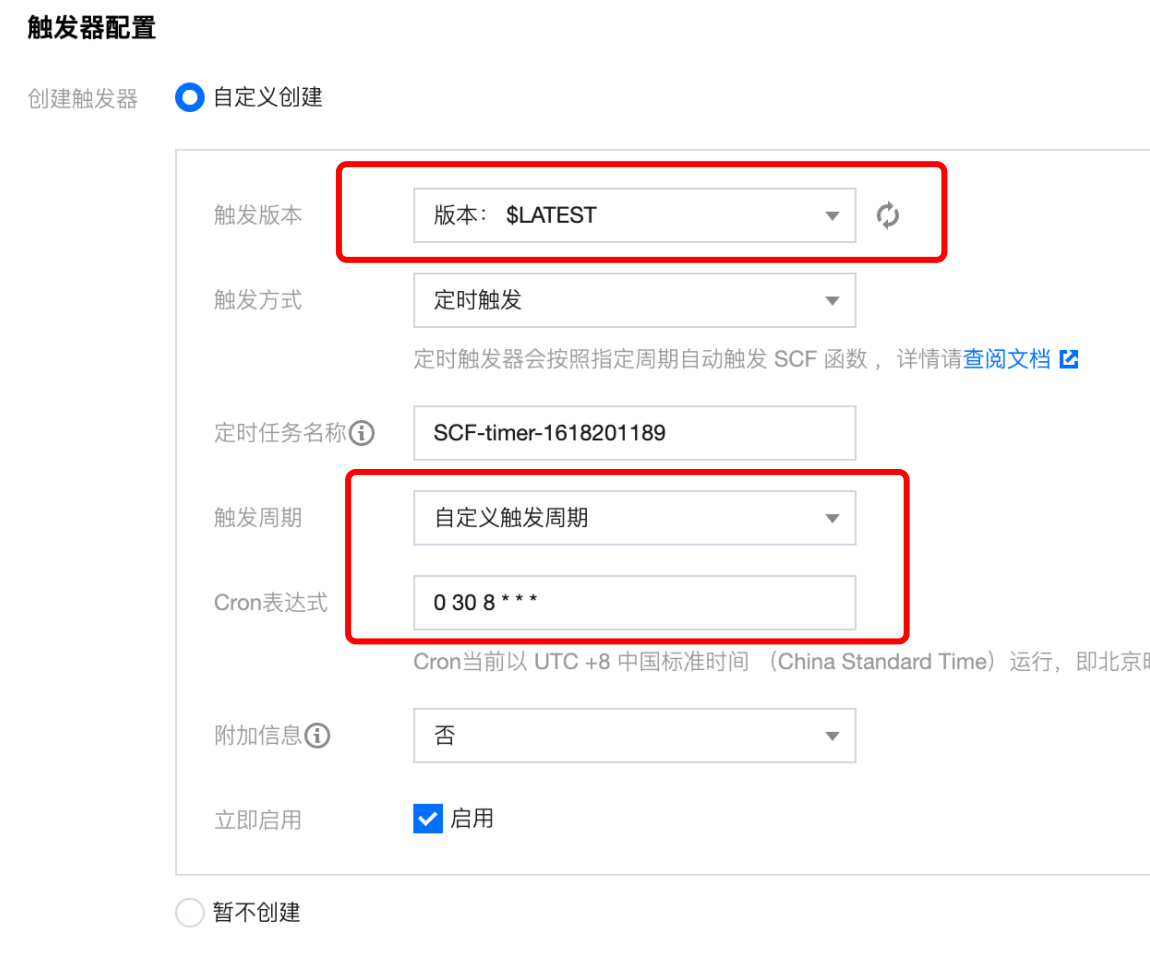 触发器配置
创建触发器 自定义创建
触发版本 版本： $LATEST
触发方式 定时触发
定时触发器会按照指定周期自动触发 SCF 函数 ，详情请查阅文档
定时任务名称 SCF-timer-1618201189
触发周期 自定义触发周期
Cron表达式 0 30 8 * * *
Cron当前以 UTC +8 中国标准时间 （China Standard Time）运行，即北京
附加信息 否
立即启用 启用
暂不创建